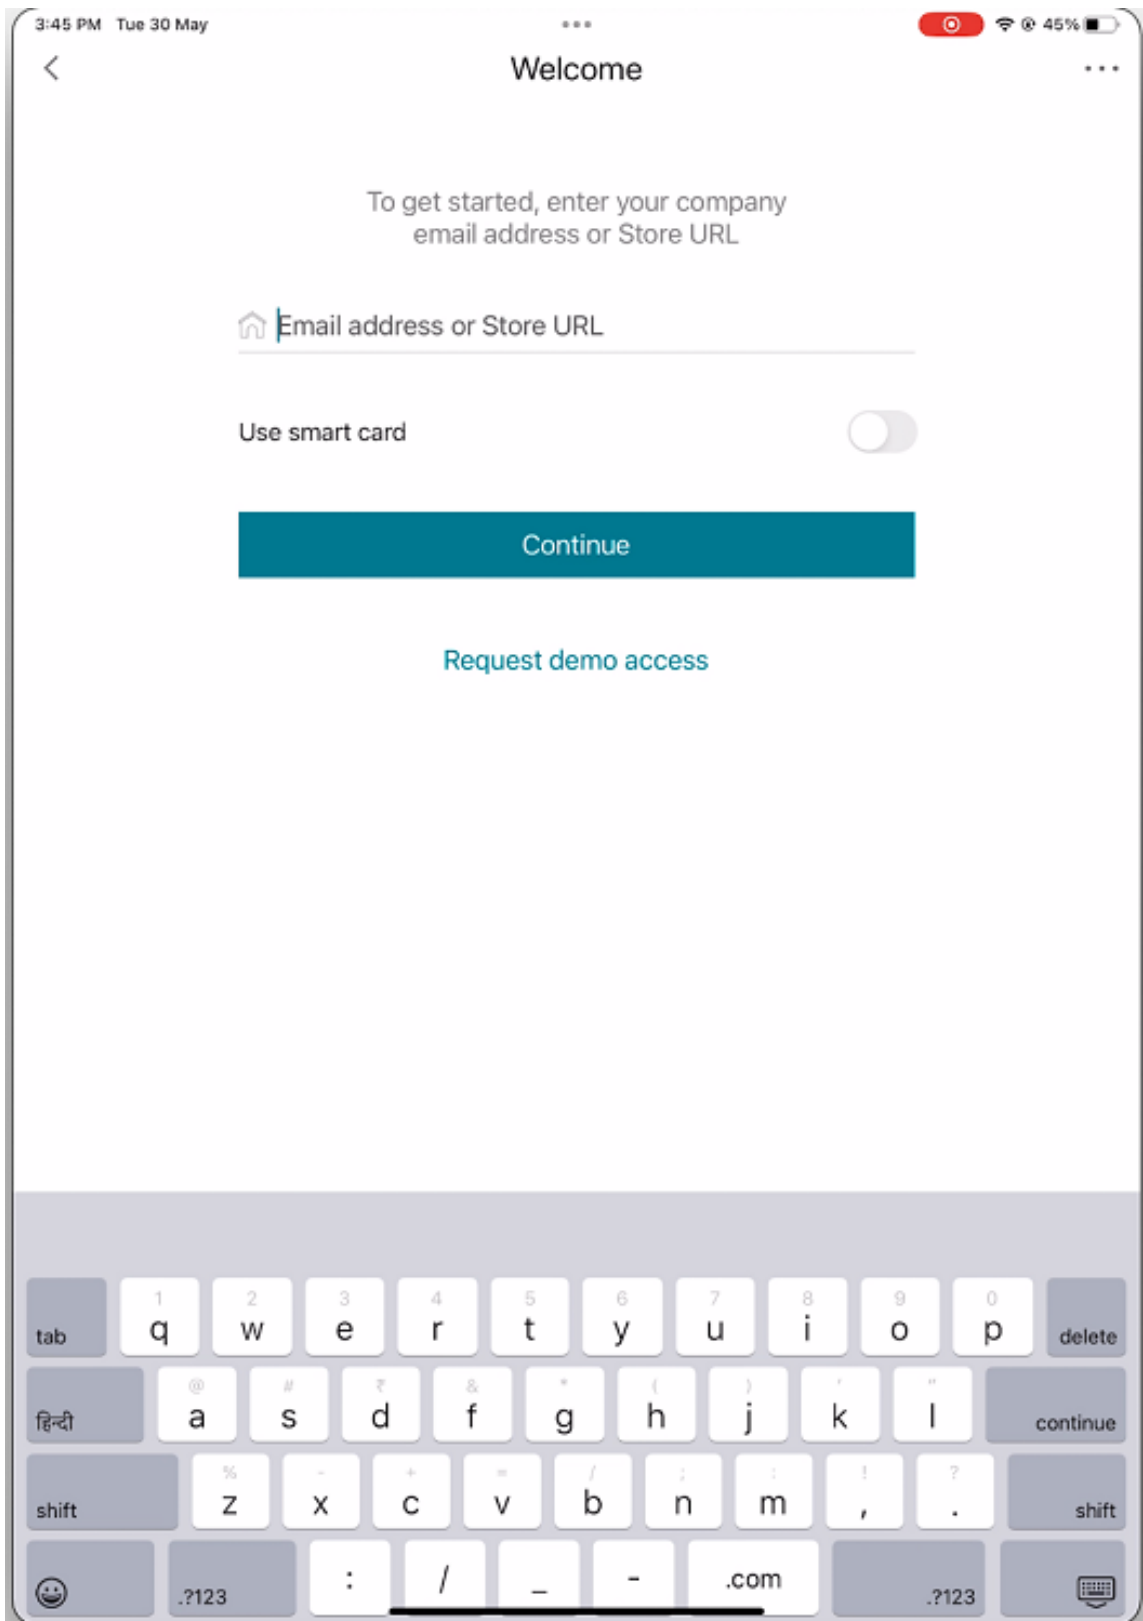 3:45 PM Tue 30 May
45%
Welcome
To get started, enter your company
email address or Store URL
Email address or Store URL
Use smart card
Continue
Request demo access
1 2 3 4 5 6 7 8 9 0
tab q w e r t y u i o p delete
@ # ₹ & * ( ) ' "
हिन्दी a s d f g h j k l continue
% - + = / ; : ! ?
shift z x c v b n m , . shift
.?123 : / _ - .com .?123